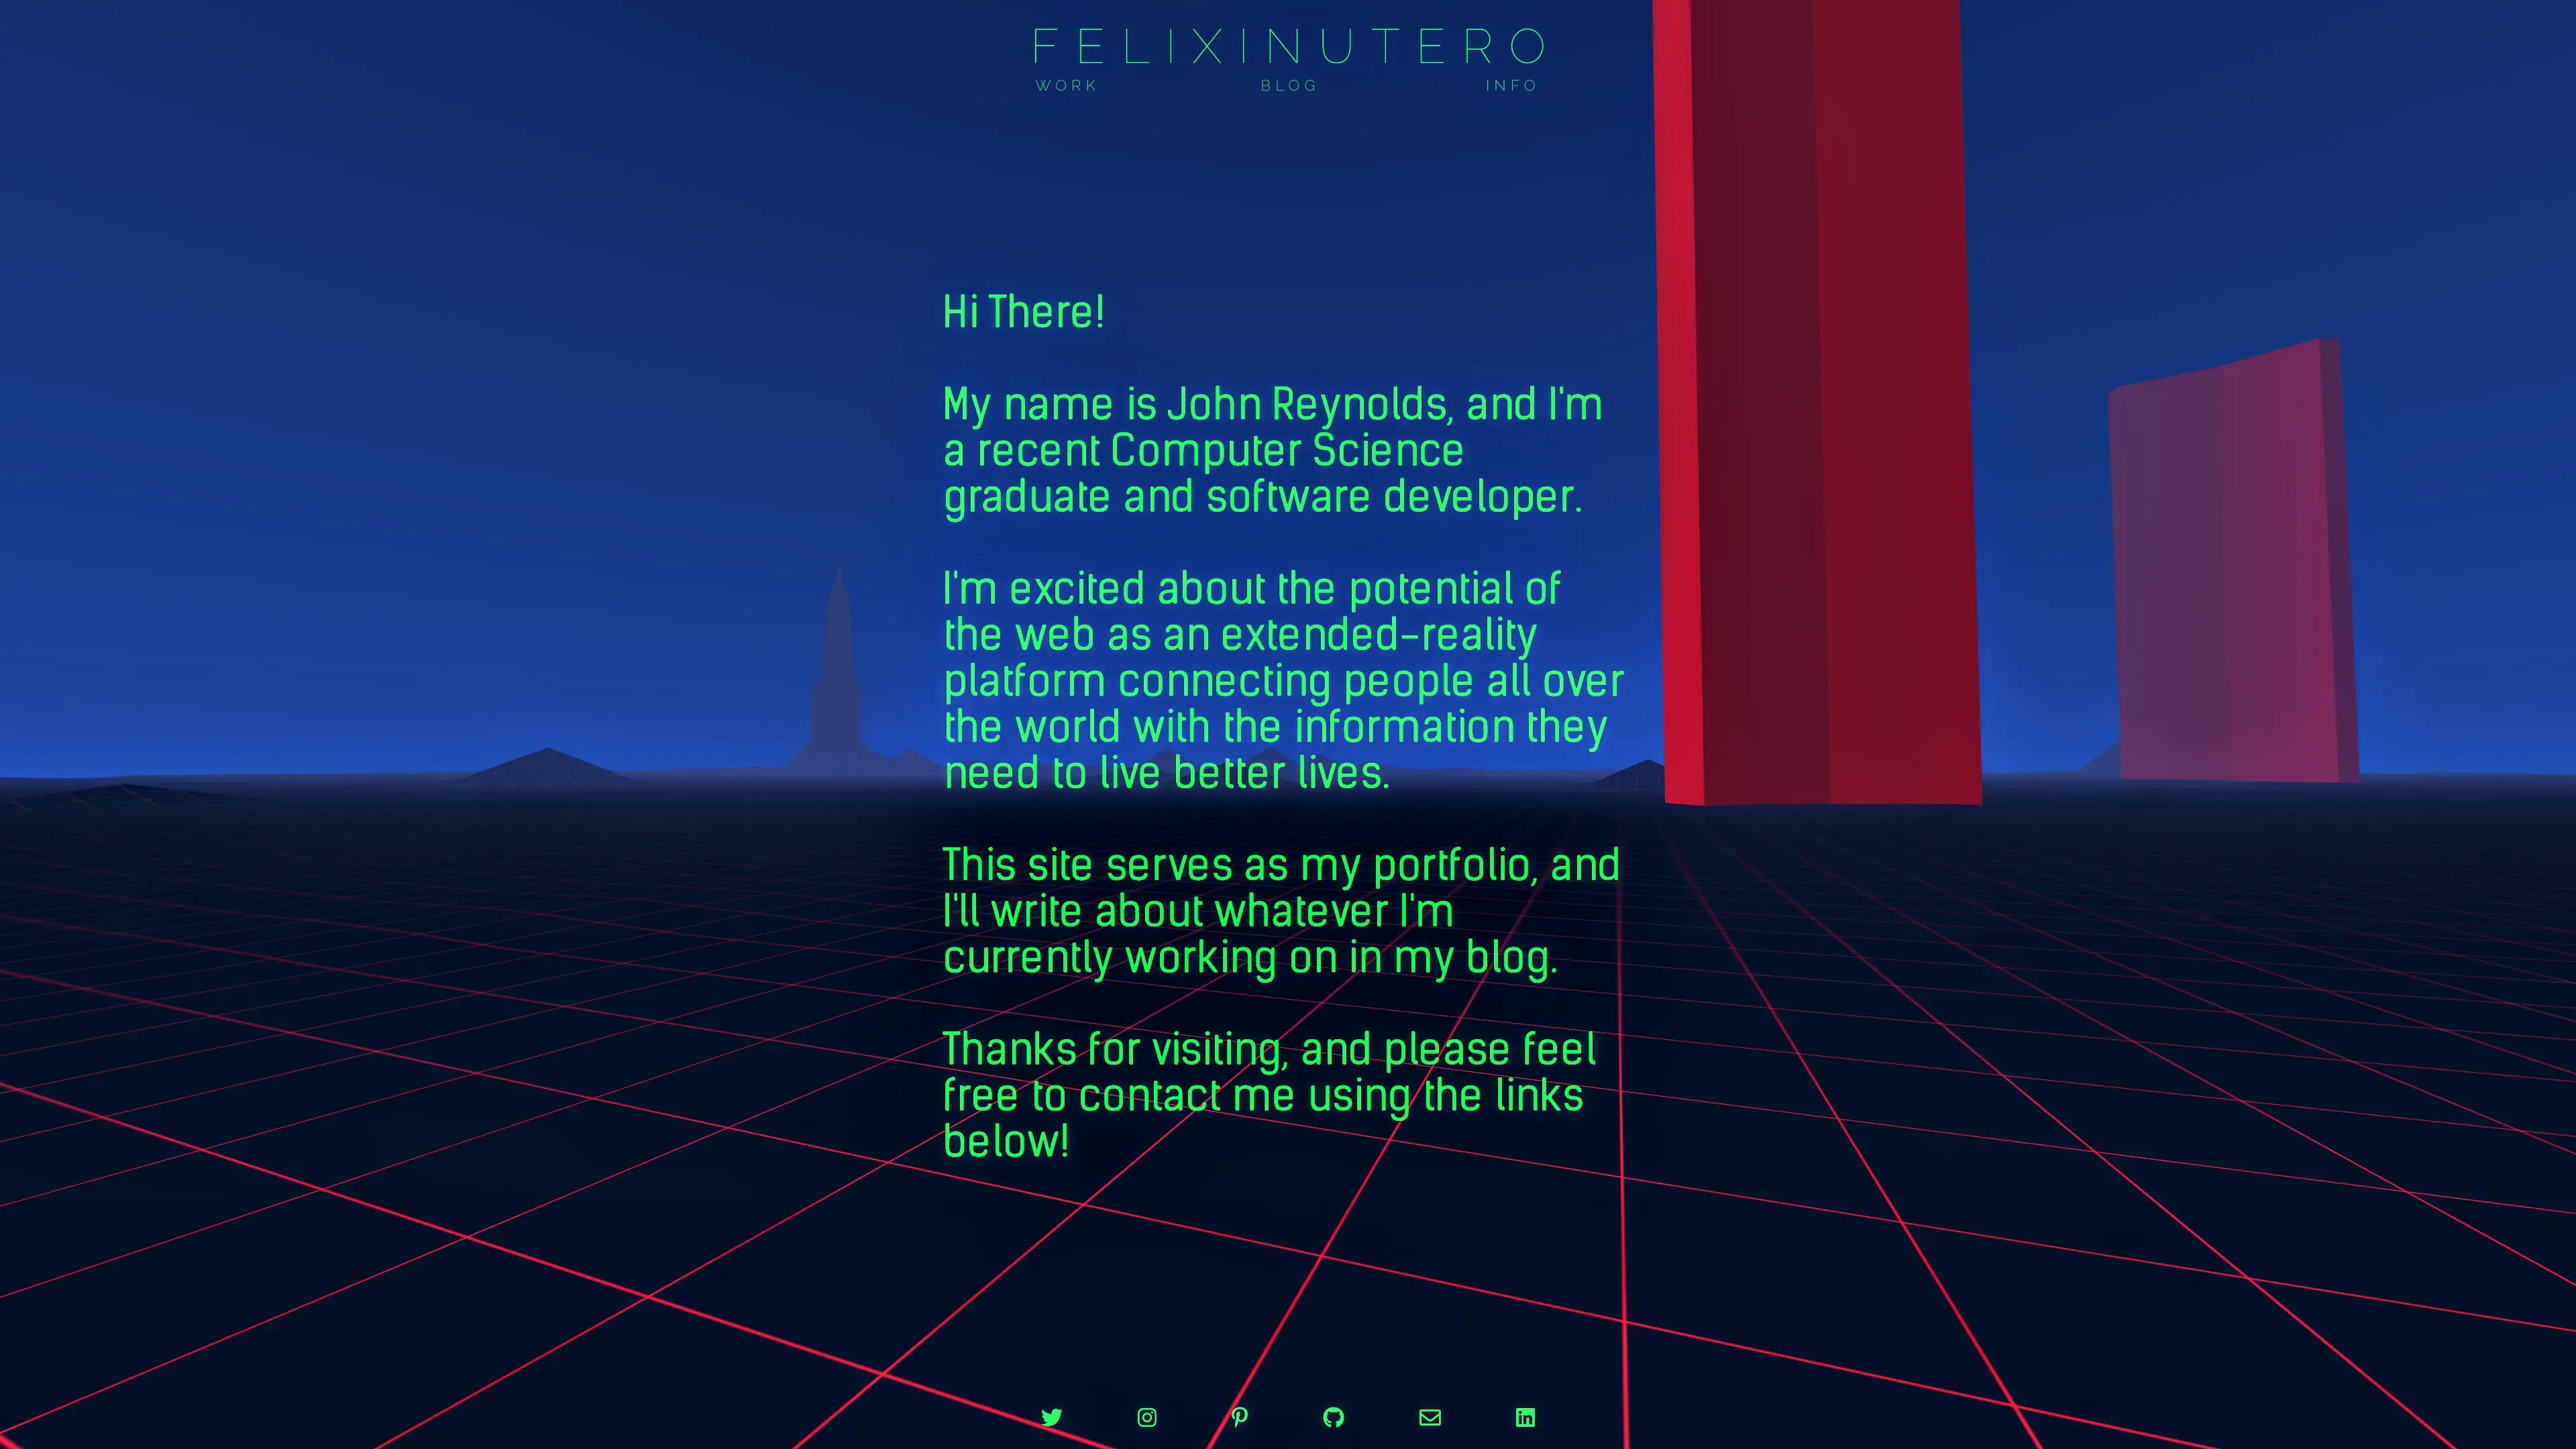 FELIXINUTERO
WORK BLOG INFO
Hi There!
My name is John Reynolds, and I'm
a recent Computer Science
graduate and software developer.
I'm excited about the potential of
the web as an extended-reality
platform connecting people all over
the world with the information they
need to live better lives.
This site serves as my portfolio, and
I'll write about whatever I'm
currently working on in my blog.
Thanks for visiting, and please feel
free to contact me using the links
below!